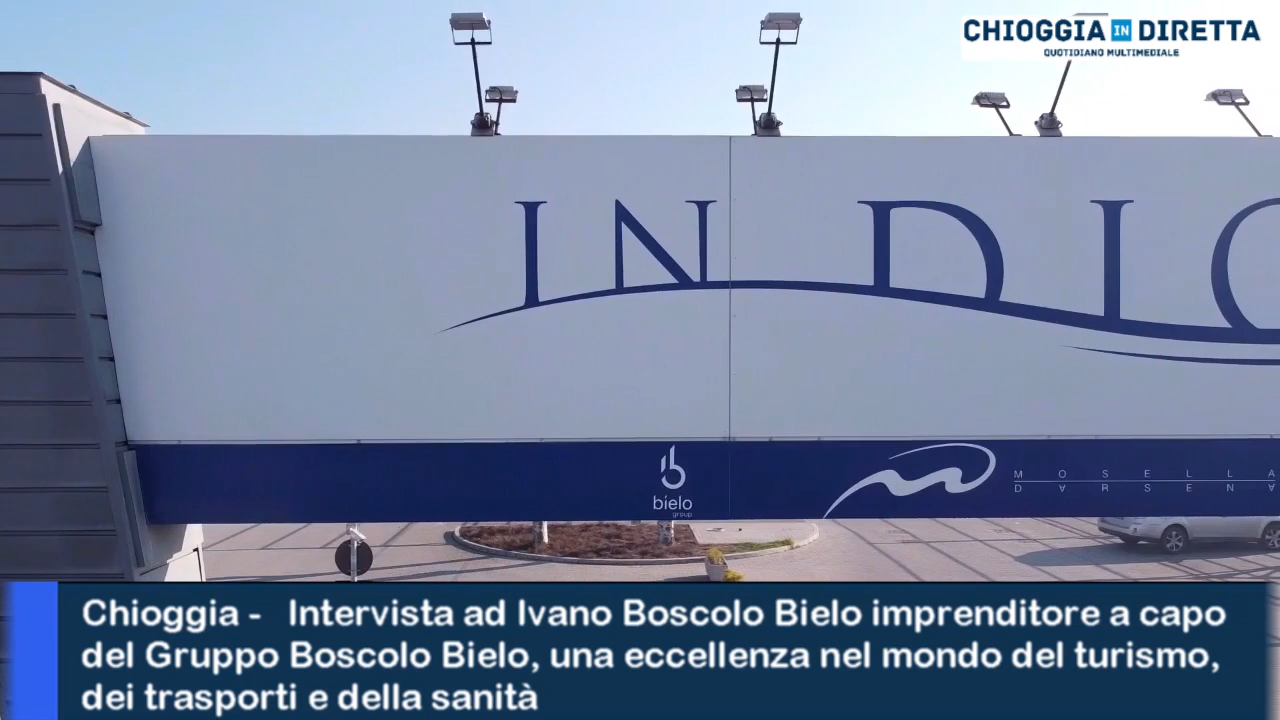 CHIOGGIA IN DIRETTA
QUOTIDIANO MULTIMEDIALE
IN DIG
bielo
group
MOSELLA
DARSENA
Chioggia - Intervista ad Ivano Boscolo Bielo imprenditore a capo
del Gruppo Boscolo Bielo, una eccellenza nel mondo del turismo,
dei trasporti e della sanità